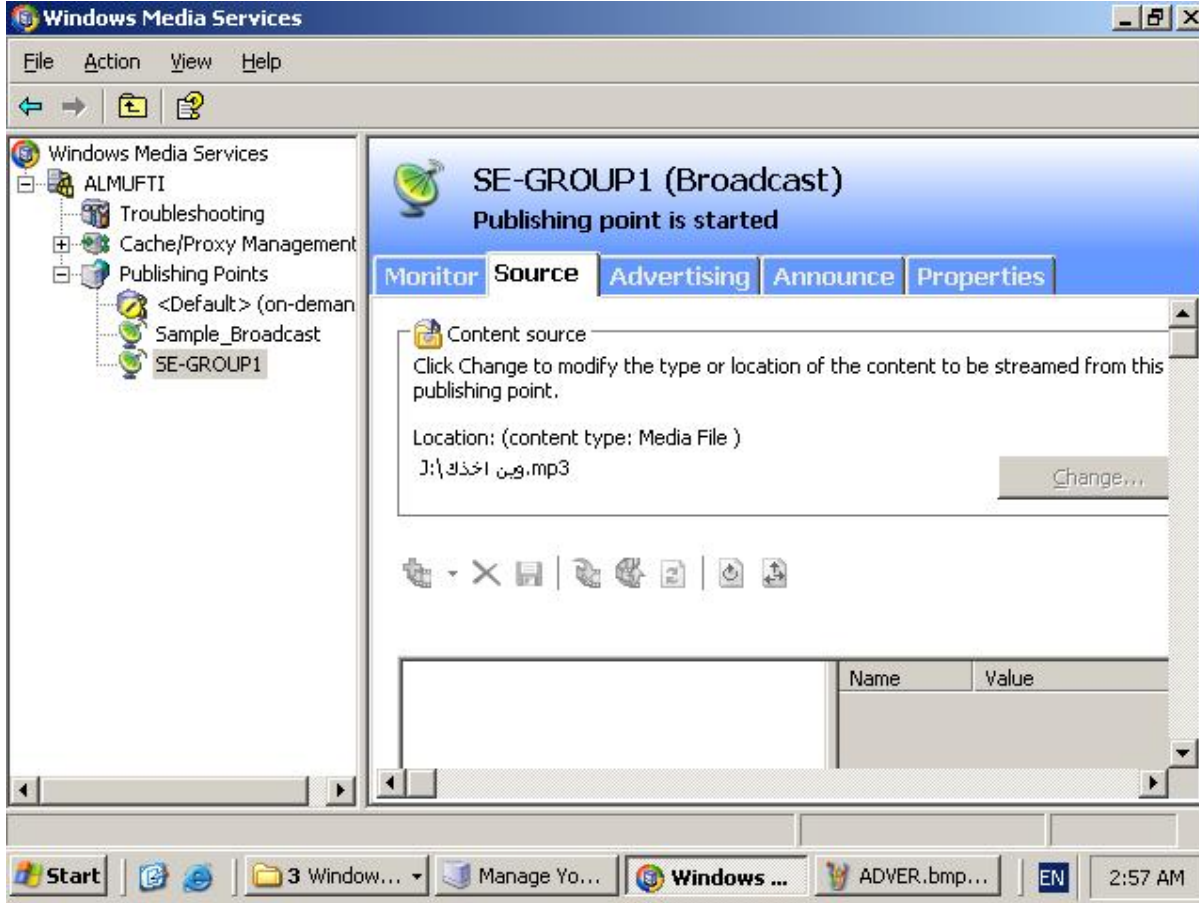 Windows Media Services
File Action View Help
Windows Media Services
ALMUFTI
Troubleshooting
Cache/Proxy Management
Publishing Points
<Default> (on-deman
Sample_Broadcast
SE-GROUP1
SE-GROUP1 (Broadcast)
Publishing point is started
Monitor Source Advertising Announce Properties
Content source
Click Change to modify the type or location of the content to be streamed from this
publishing point.
Location: (content type: Media File )
J:\وين اخذك.mp3
Change...
Name Value
Start 3 Window... Manage Yo... Windows ... ADVER.bmp... EN 2:57 AM